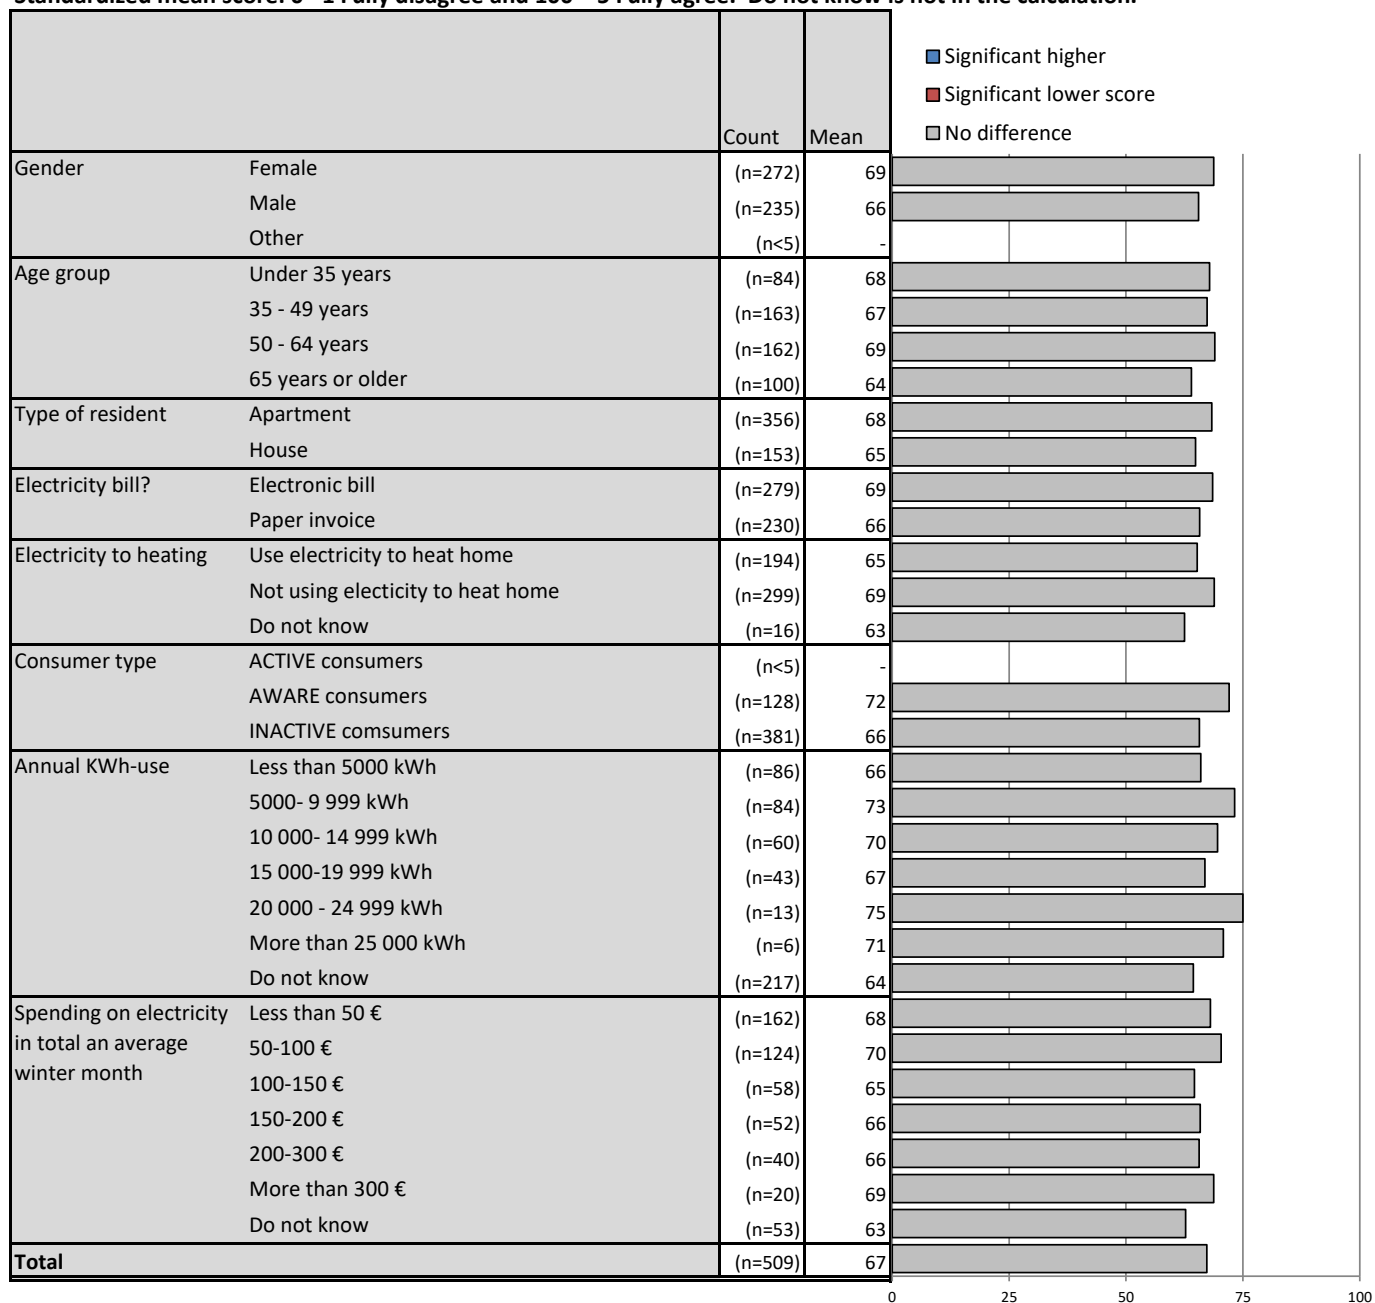 Standardized mean score: 0 = 1 Fully disagree and 100 = 5 Fully agree. Do not know is not in the calculation.
Significant higher
Significant lower score
Count Mean No difference
Gender Female (n=272) 69
Male (n=235) 66
Other (n<5) -
Age group Under 35 years (n=84) 68
35 - 49 years (n=163) 67
50 - 64 years (n=162) 69
65 years or older (n=100) 64
Type of resident Apartment (n=356) 68
House (n=153) 65
Electricity bill? Electronic bill (n=279) 69
Paper invoice (n=230) 66
Electricity to heating Use electricity to heat home (n=194) 65
Not using electicity to heat home (n=299) 69
Do not know (n=16) 63
Consumer type ACTIVE consumers (n<5) -
AWARE consumers (n=128) 72
INACTIVE comsumers (n=381) 66
Annual KWh-use Less than 5000 kWh (n=86) 66
5000- 9 999 kWh (n=84) 73
10 000- 14 999 kWh (n=60) 70
15 000-19 999 kWh (n=43) 67
20 000 - 24 999 kWh (n=13) 75
More than 25 000 kWh (n=6) 71
Do not know (n=217) 64
Spending on electricity Less than 50 € (n=162) 68
in total an average 50-100 € (n=124) 70
winter month 100-150 € (n=58) 65
150-200 € (n=52) 66
200-300 € (n=40) 66
More than 300 € (n=20) 69
Do not know (n=53) 63
Total (n=509) 67
0 25 50 75 100